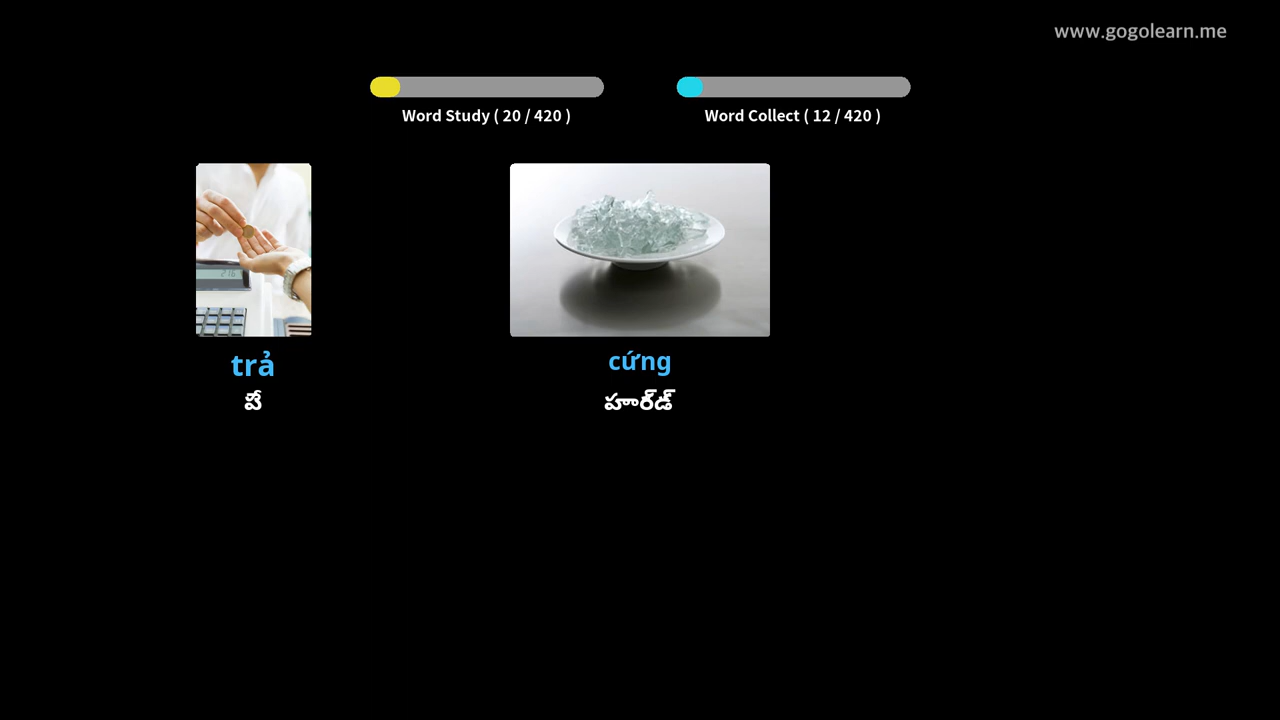 www.gogolearn.me
Word Study ( 20 / 420 )
Word Collect ( 12 / 420 )
trả
పే
cứng
హార్డ్